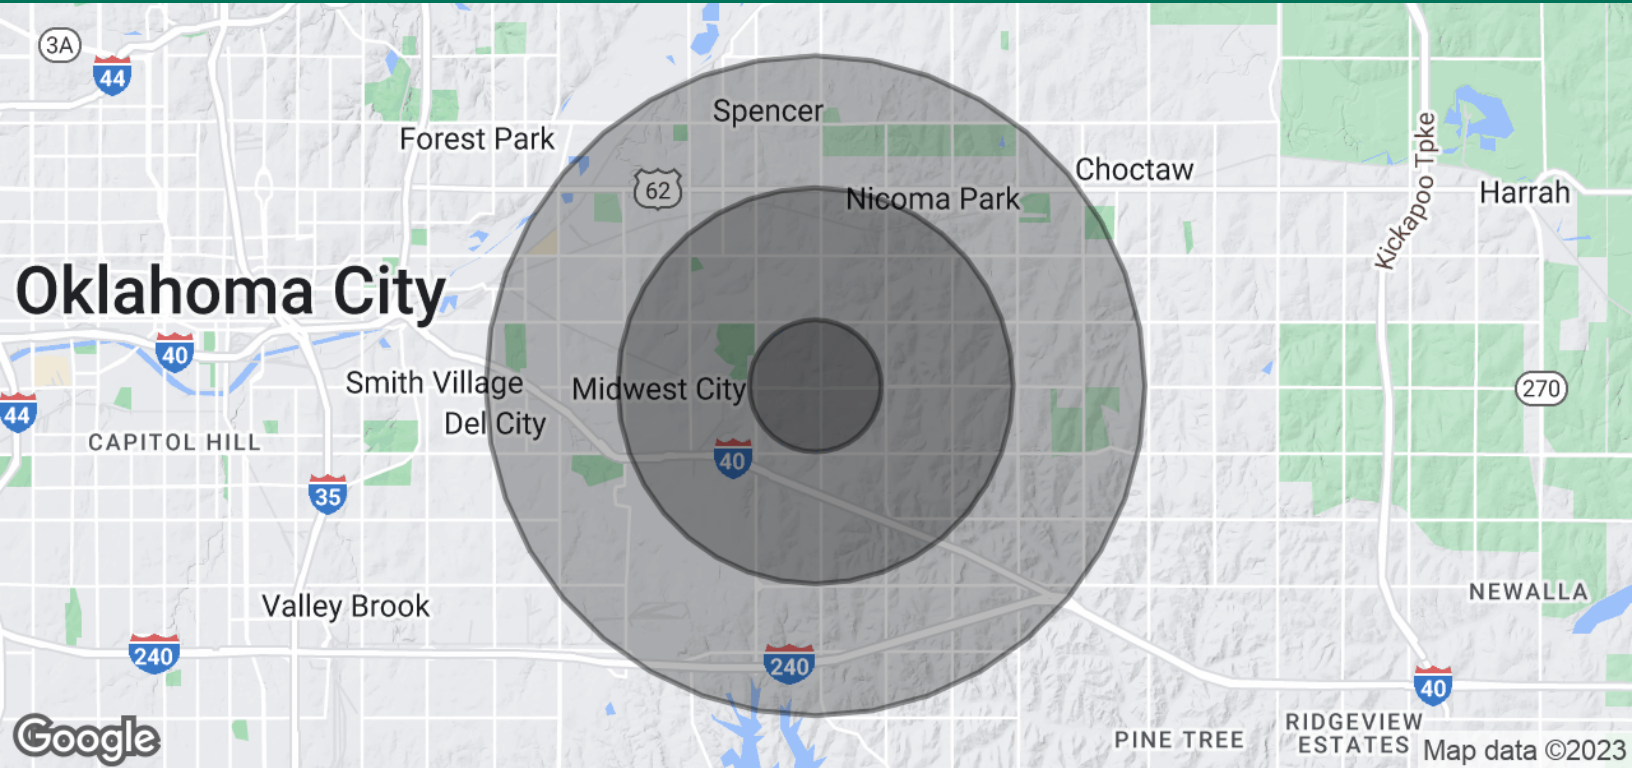 3A
44
Spencer
Forest Park
Choctaw
62
Nicoma Park
Harrah
Kickapoo Tpke
Oklahoma City
40
Smith Village
Midwest City
270
44
Del City
CAPITOL HILL
40
35
NEWALLA
Valley Brook
240
240
40
RIDGEVIEW
ESTATES
PINE TREE
Google
Map data ©2023